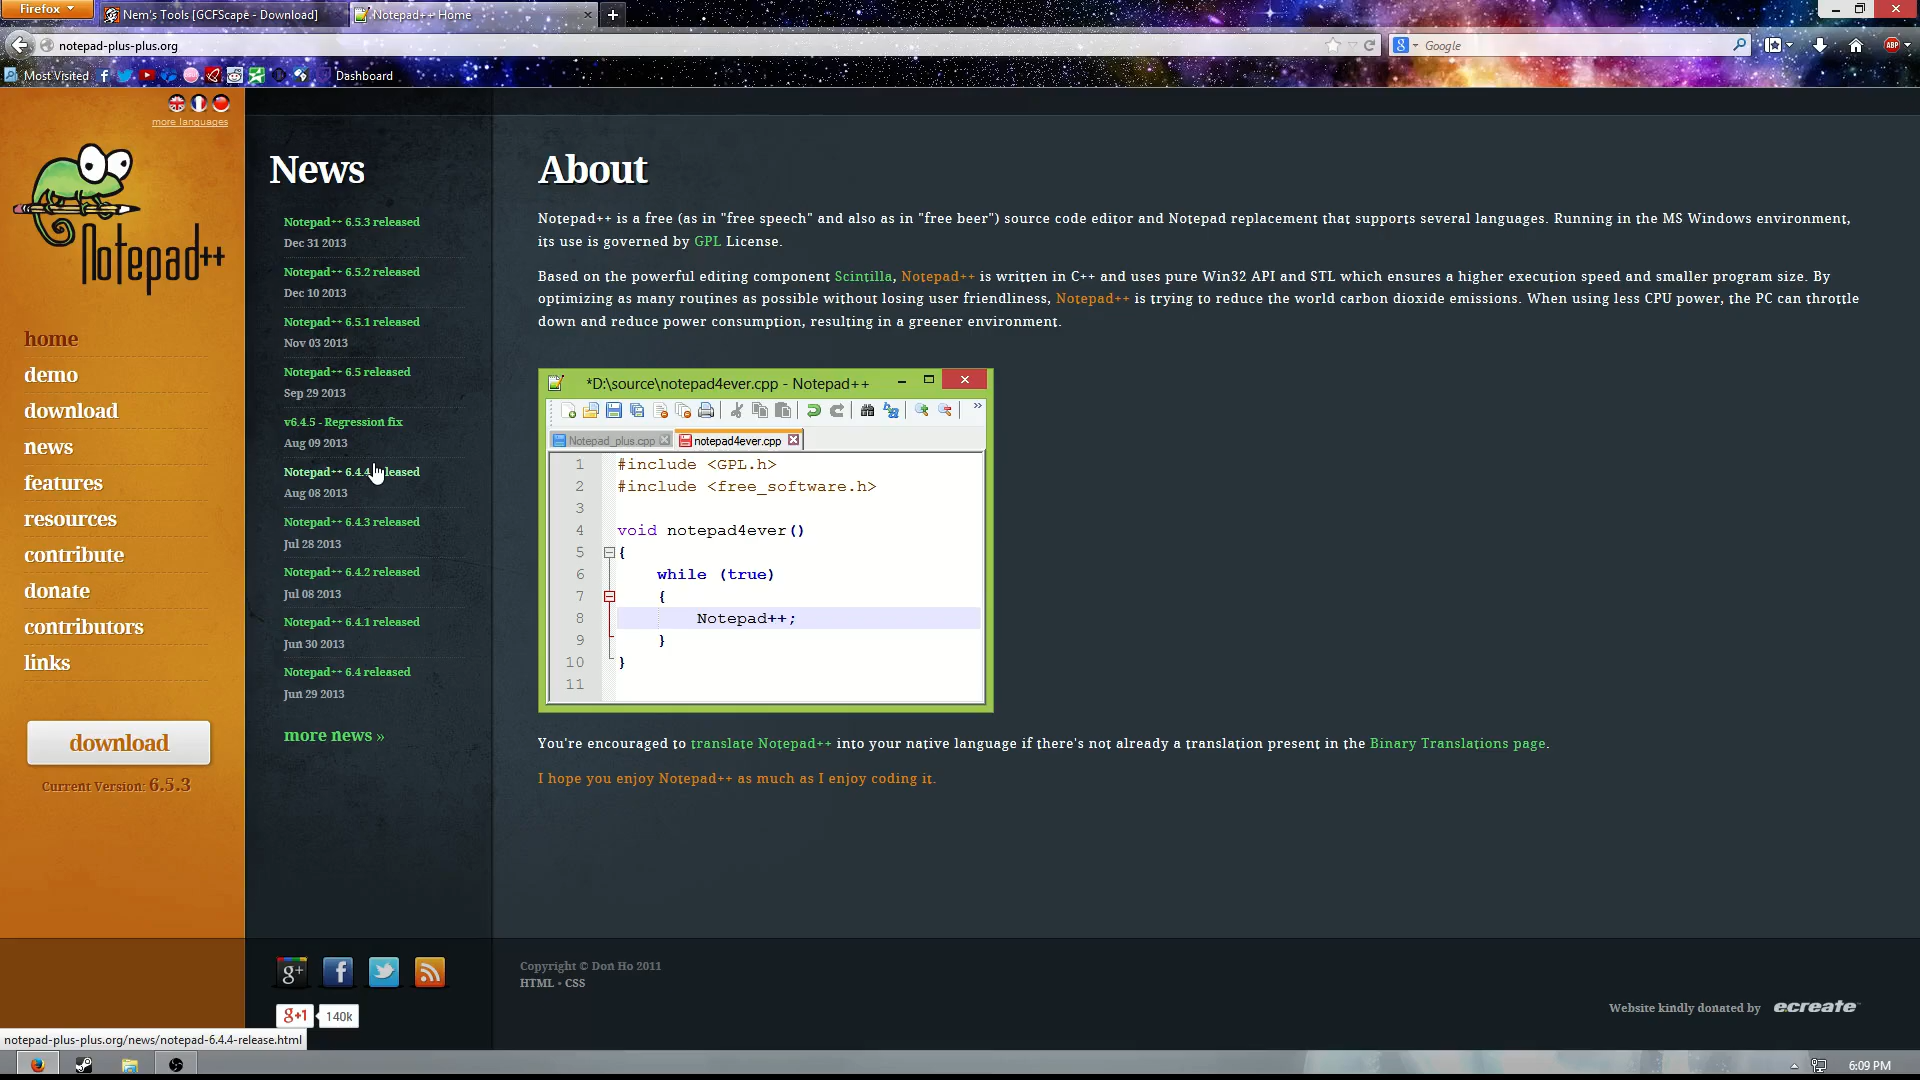 Firefox
Nem's Tools [GCFScape - Download]
Notepad++ Home
notepad-plus-plus.org
Google
ABP
Most Visited
Dashboard
more languages
Notepad++
home
demo
download
news
features
resources
contribute
donate
contributors
links
download
Current Version: 6.5.3
News
Notepad++ 6.5.3 released
Dec 31 2013
Notepad++ 6.5.2 released
Dec 10 2013
Notepad++ 6.5.1 released
Nov 03 2013
Notepad++ 6.5 released
Sep 29 2013
v6.4.5 - Regression fix
Aug 09 2013
Notepad++ 6.4.4 released
Aug 08 2013
Notepad++ 6.4.3 released
Jul 28 2013
Notepad++ 6.4.2 released
Jul 08 2013
Notepad++ 6.4.1 released
Jun 30 2013
Notepad++ 6.4 released
Jun 29 2013
more news »
About
Notepad++ is a free (as in "free speech" and also as in "free beer") source code editor and Notepad replacement that supports several languages. Running in the MS Windows environment,
its use is governed by GPL License.
Based on the powerful editing component Scintilla, Notepad++ is written in C++ and uses pure Win32 API and STL which ensures a higher execution speed and smaller program size. By
optimizing as many routines as possible without losing user friendliness, Notepad++ is trying to reduce the world carbon dioxide emissions. When using less CPU power, the PC can throttle
down and reduce power consumption, resulting in a greener environment.
*D:\source\notepad4ever.cpp - Notepad++
Notepad_plus.cpp
notepad4ever.cpp
1 #include <GPL.h>
2 #include <free_software.h>
3
4 void notepad4ever()
5 {
6 while (true)
7 {
8 Notepad++;
9 }
10 }
11
You're encouraged to translate Notepad++ into your native language if there's not already a translation present in the Binary Translations page.
I hope you enjoy Notepad++ as much as I enjoy coding it.
g+
+1
140k
Copyright © Don Ho 2011
HTML - CSS
Website kindly donated by ecreate
notepad-plus-plus.org/news/notepad-6.4.4-release.html
6:09 PM